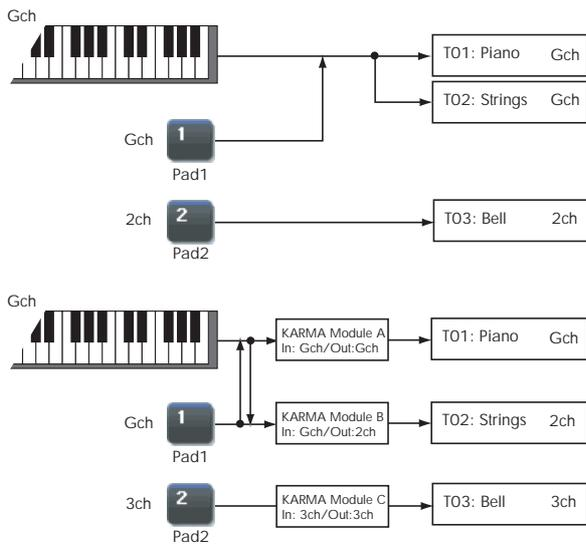 Gch
T01: Piano Gch
T02: Strings Gch
Gch
1
Pad1
2ch
2
Pad2
T03: Bell 2ch
Gch
KARMA Module A
In: Gch/Out:Gch
T01: Piano Gch
Gch
1
Pad1
KARMA Module B
In: Gch/Out:2ch
T02: Strings 2ch
3ch
2
Pad2
KARMA Module C
In: 3ch/Out:3ch
T03: Bell 3ch